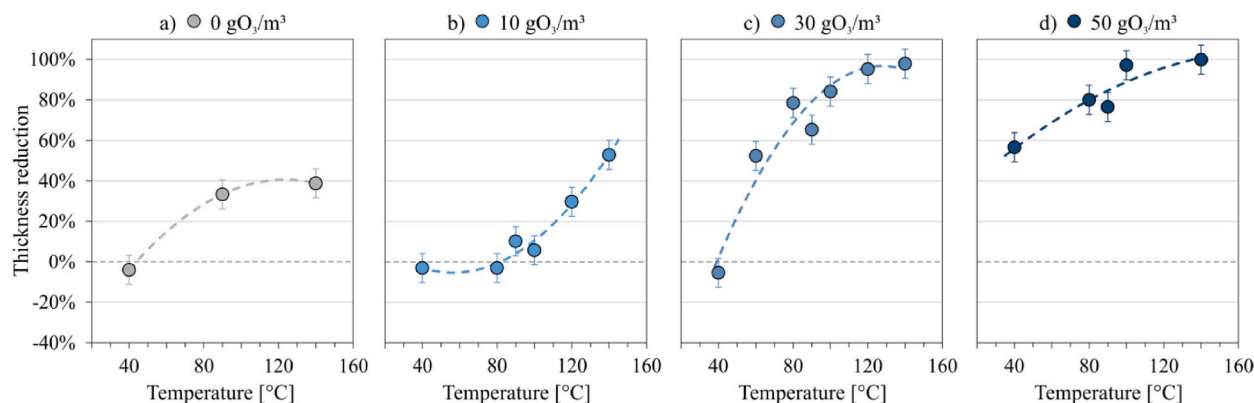 a) 0 gO₃/m³
b) 10 gO₃/m³
c) 30 gO₃/m³
d) 50 gO₃/m³
Thickness reduction
100%
80%
60%
40%
20%
0%
-20%
-40%
40 80 120 160
40 80 120 160
40 80 120 160
40 80 120 160
Temperature [°C]
Temperature [°C]
Temperature [°C]
Temperature [°C]